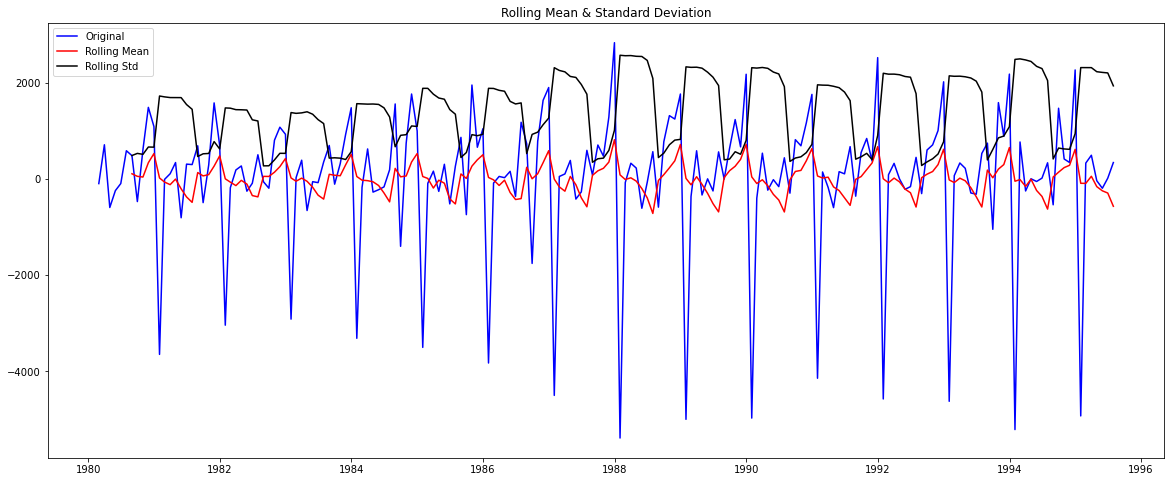 Rolling Mean & Standard Deviation
Original
Rolling Mean
Rolling Std
2000
0
−2000
−4000
1980 1982 1984 1986 1988 1990 1992 1994 1996